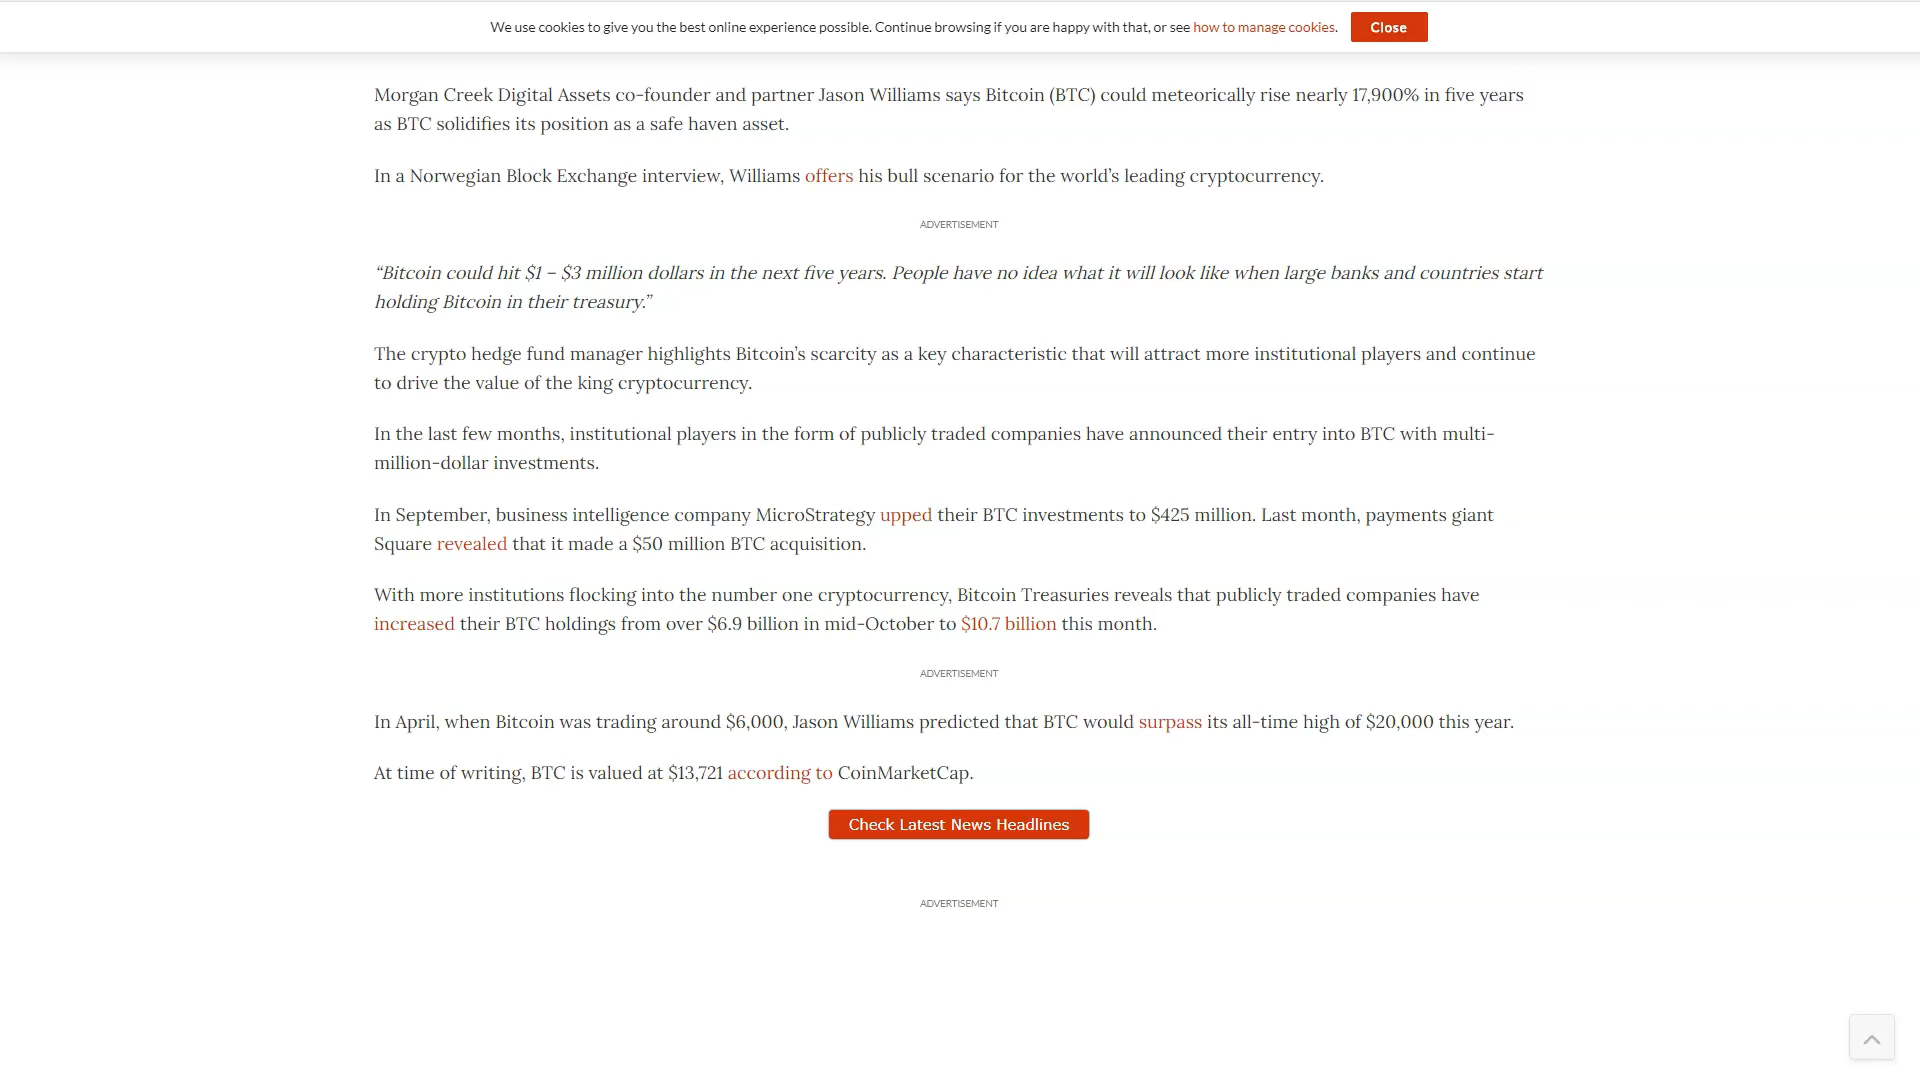 We use cookies to give you the best online experience possible. Continue browsing if you are happy with that, or see how to manage cookies. Close
Morgan Creek Digital Assets co-founder and partner Jason Williams says Bitcoin (BTC) could meteorically rise nearly 17,900% in five years
as BTC solidifies its position as a safe haven asset.
In a Norwegian Block Exchange interview, Williams offers his bull scenario for the world’s leading cryptocurrency.
ADVERTISEMENT
“Bitcoin could hit $1 – $3 million dollars in the next five years. People have no idea what it will look like when large banks and countries start
holding Bitcoin in their treasury.”
The crypto hedge fund manager highlights Bitcoin’s scarcity as a key characteristic that will attract more institutional players and continue
to drive the value of the king cryptocurrency.
In the last few months, institutional players in the form of publicly traded companies have announced their entry into BTC with multi-
million-dollar investments.
In September, business intelligence company MicroStrategy upped their BTC investments to $425 million. Last month, payments giant
Square revealed that it made a $50 million BTC acquisition.
With more institutions flocking into the number one cryptocurrency, Bitcoin Treasuries reveals that publicly traded companies have
increased their BTC holdings from over $6.9 billion in mid-October to $10.7 billion this month.
ADVERTISEMENT
In April, when Bitcoin was trading around $6,000, Jason Williams predicted that BTC would surpass its all-time high of $20,000 this year.
At time of writing, BTC is valued at $13,721 according to CoinMarketCap.
Check Latest News Headlines
ADVERTISEMENT